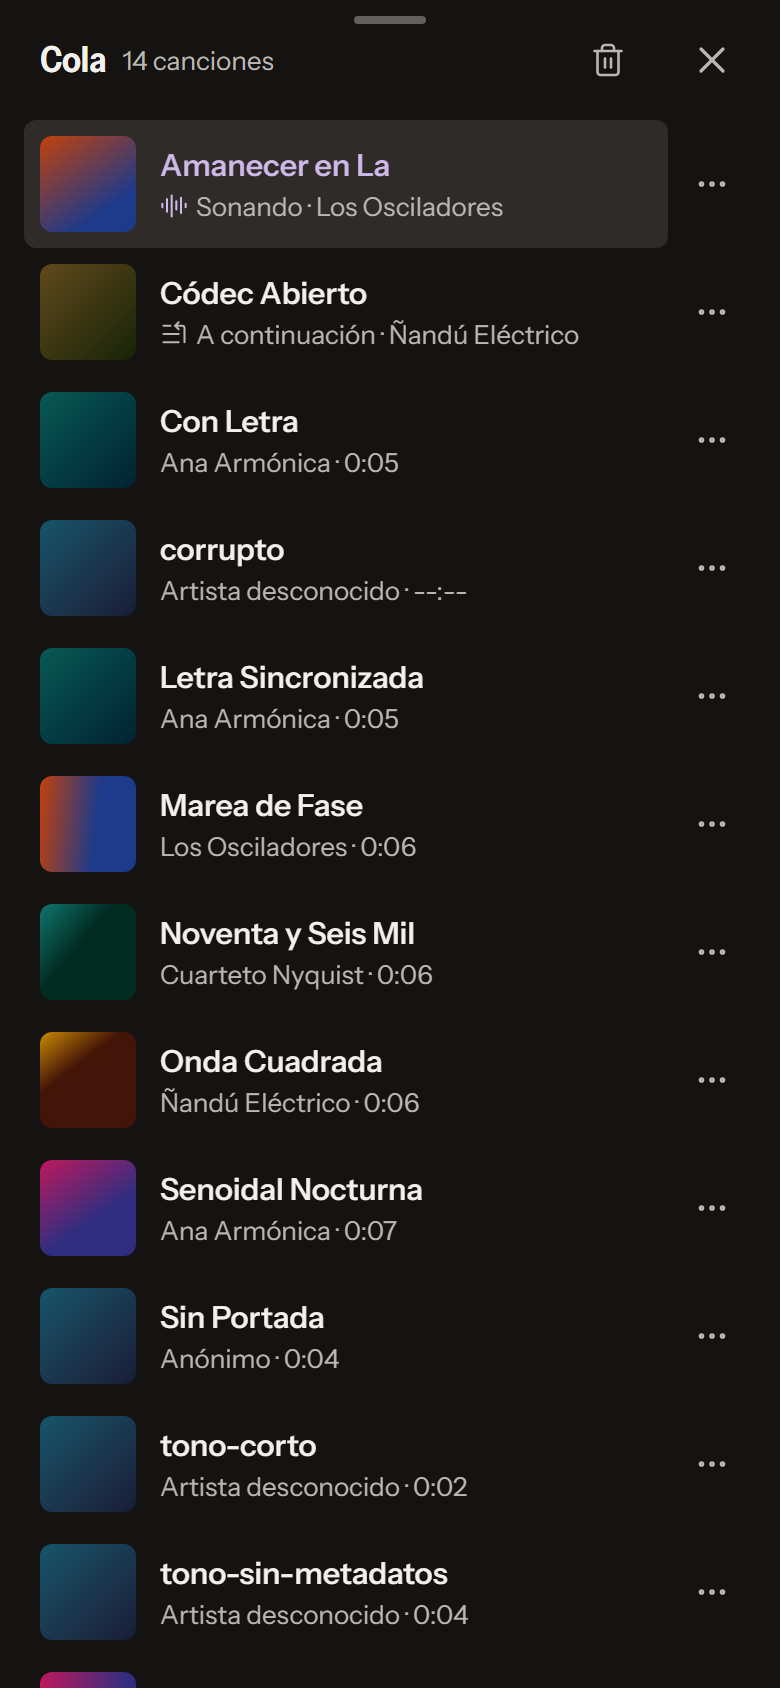 Cola 14 canciones
Amanecer en La
Sonando · Los Osciladores
Códec Abierto
A continuación · Ñandú Eléctrico
Con Letra
Ana Armónica · 0:05
corrupto
Artista desconocido · --:--
Letra Sincronizada
Ana Armónica · 0:05
Marea de Fase
Los Osciladores · 0:06
Noventa y Seis Mil
Cuarteto Nyquist · 0:06
Onda Cuadrada
Ñandú Eléctrico · 0:06
Senoidal Nocturna
Ana Armónica · 0:07
Sin Portada
Anónimo · 0:04
tono-corto
Artista desconocido · 0:02
tono-sin-metadatos
Artista desconocido · 0:04